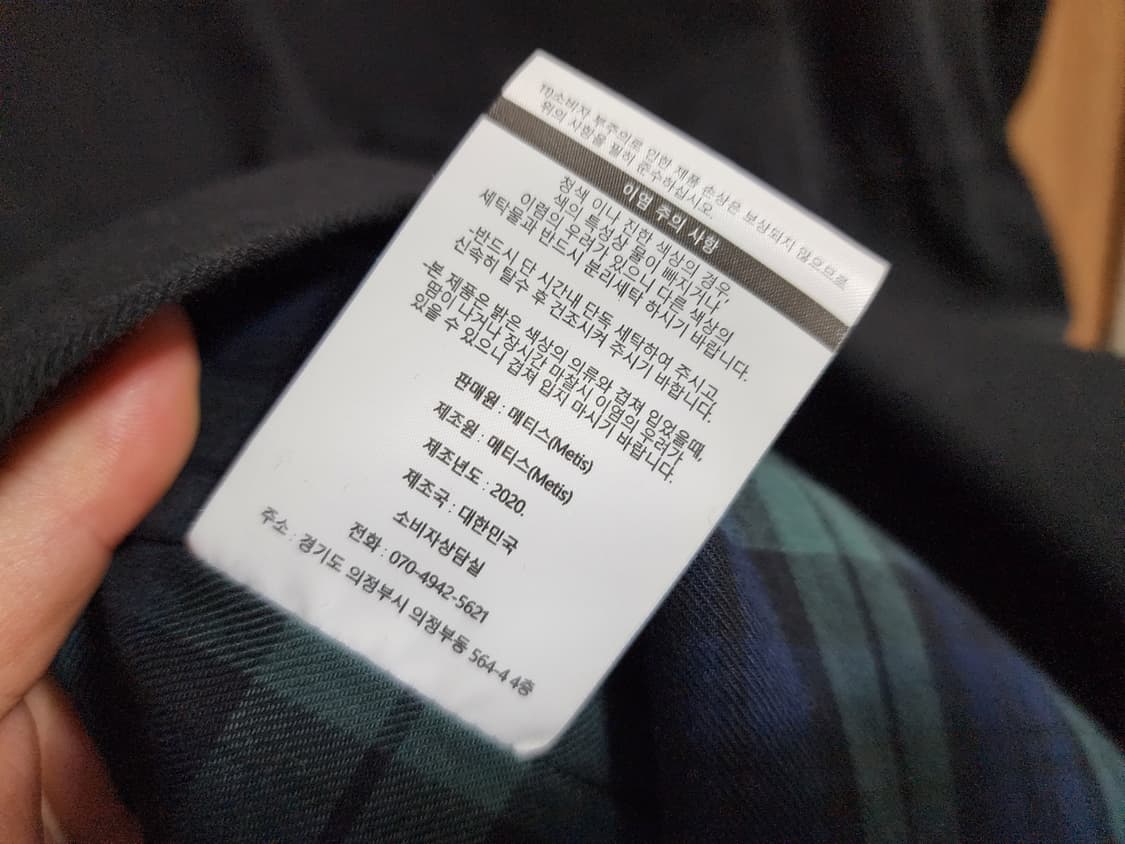 11)소비자 부주의로 인한 제품 손상은 보상되지 않으므로
위의 사항을 필히 준수하십시오.
이염 주의 사항
청색 이나 진한 색상의 경우,
색의 특성상 물이 빠지거나
이염의 우려가 있으니 다른 색상의
세탁물과 반드시 분리세탁 하시기 바랍니다.
-반드시 단 시간내 단독 세탁하여 주시고,
신속히 탈수 후 건조시켜 주시기 바합니다.
-본 제품은 밝은 색상의 의류와 겹쳐 입었을때,
땀이 나거나 장시간 마찰시 이염의 우려가
있을 수 있으니 겹쳐 입지 마시기 바랍니다.
판매원 : 매티스(Metis)
제조원 : 메티스(Metis)
제조년도 : 2020.
제조국 : 대한민국
소비자상담실
전화 : 070-4942-5621
주소 : 경기도 의정부시 의정부동 564-4 4층